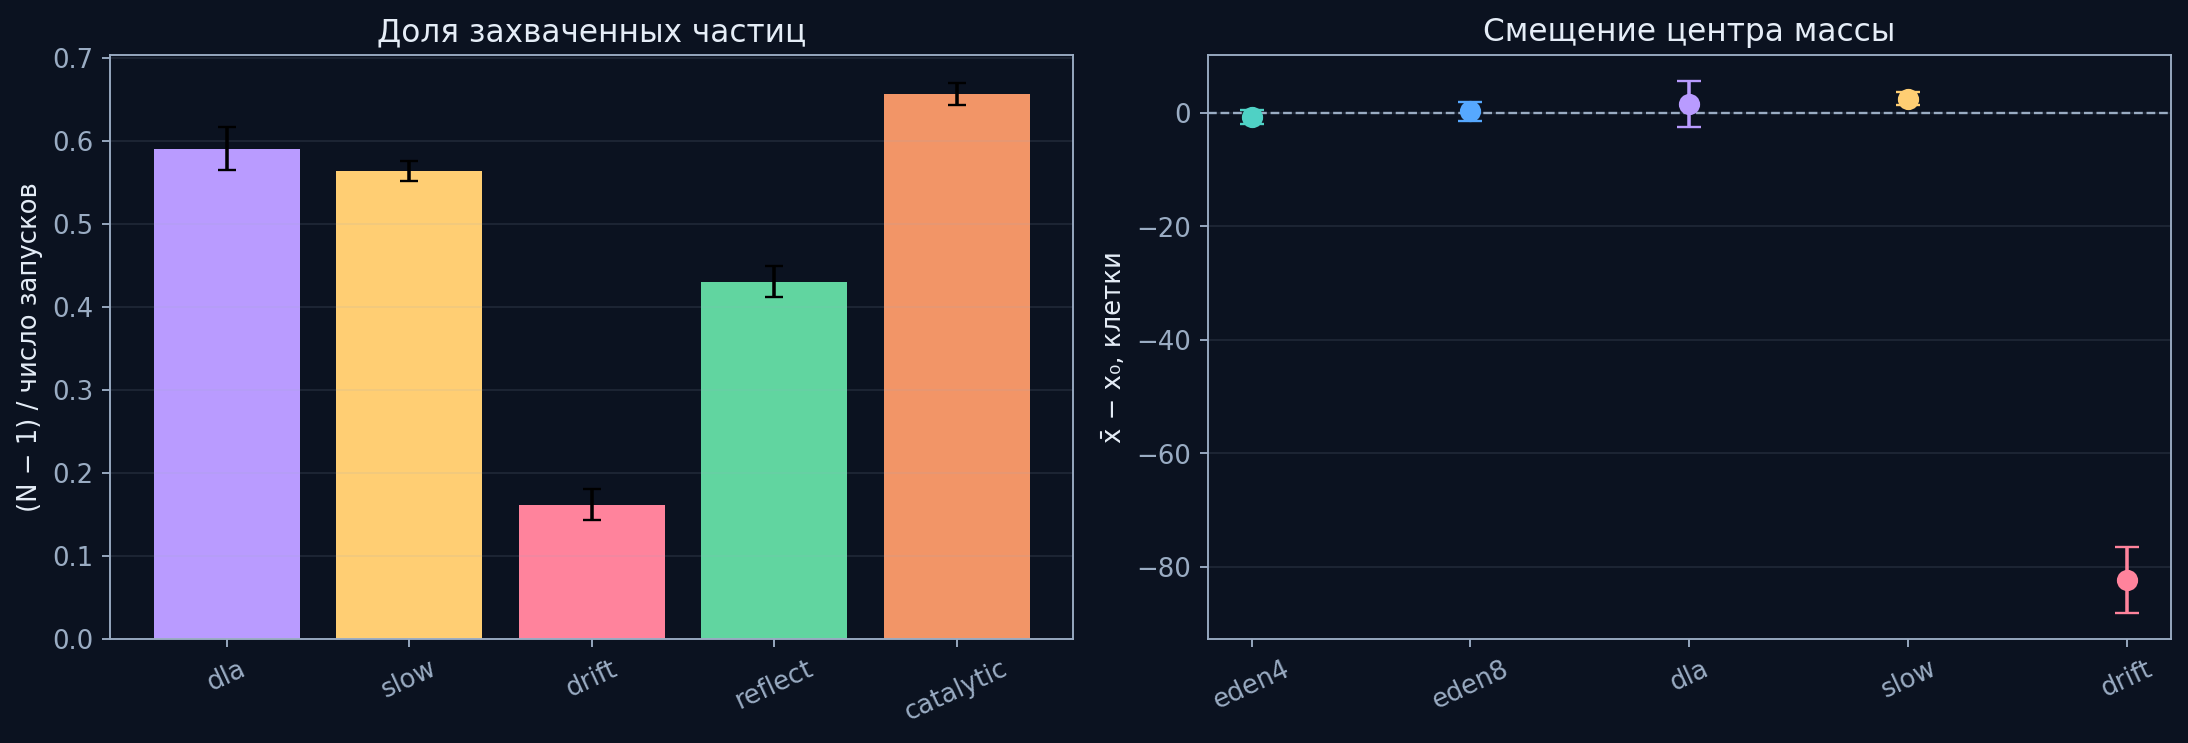 Доля захваченных частиц
(N − 1) / число запусков
0.7
0.6
0.5
0.4
0.3
0.2
0.1
0.0
dla
slow
drift
reflect
catalytic
Смещение центра массы
x̄ − x₀, клетки
0
−20
−40
−60
−80
eden4
eden8
dla
slow
drift